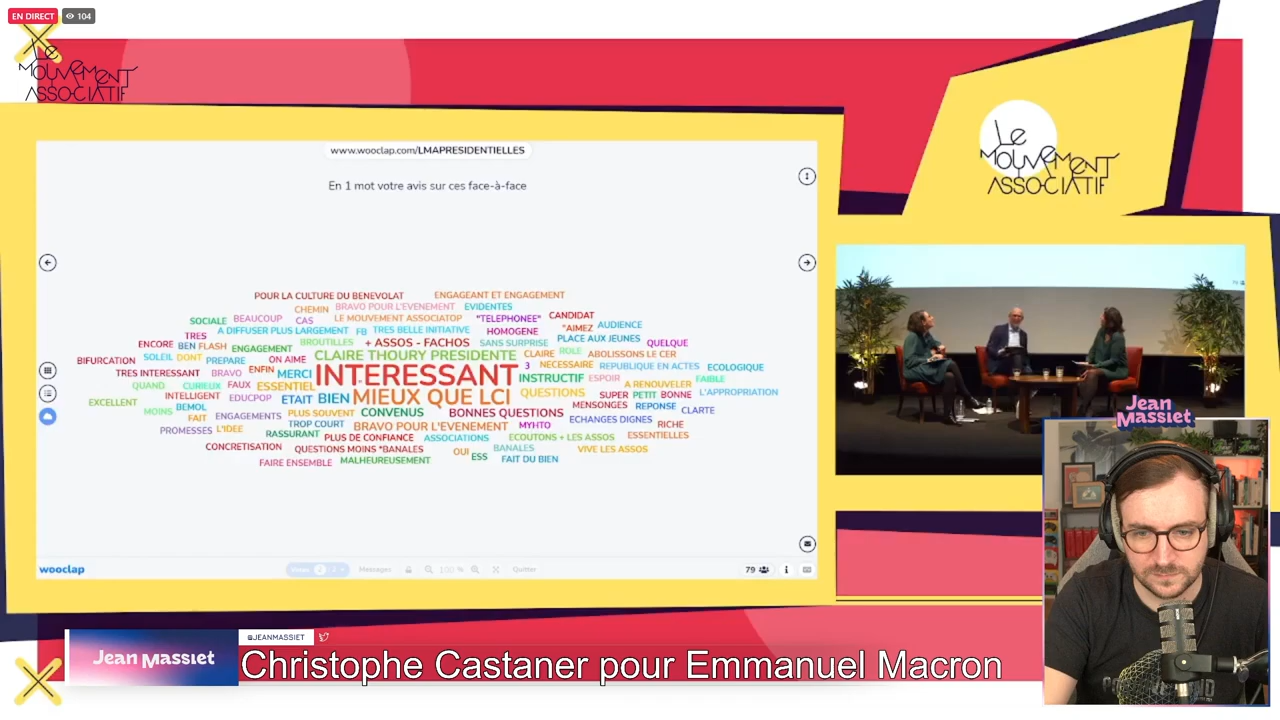 EN DIRECT 104
Le
MOUVEMENT
ASSOCIATIF
Le
MOUVEMENT
ASSOCIATIF
www.wooclap.com/LMAPRESIDENTIELLES
En 1 mot votre avis sur ces face-à-face
POUR LA CULTURE DU BENEVOLAT ENGAGEANT ET ENGAGEMENT
CHEMIN BRAVO POUR L'EVENEMENT EVIDENTES
SOCIALE BEAUCOUP CAS LE MOUVEMENT ASSOCIATOP "TELEPHONEE" CANDIDAT
TRES A DIFFUSER PLUS LARGEMENT FB TRES BELLE INITIATIVE HOMOGENE "AIMEZ AUDIENCE
ENCORE BEN FLASH ENGAGEMENT BROUTILLES + ASSOS - FACHOS SANS SURPRISE PLACE AUX JEUNES QUELQUE
BIFURCATION SOLEIL DONT PREPARE ON AIME CLAIRE THOURY PRESIDENTE CLAIRE ROLE ABOLISSONS LE CER
TRES INTERESSANT BRAVO ENFIN MERCI INTERESSANT 3 NECESSAIRE REPUBLIQUE EN ACTES ECOLOGIQUE
QUAND CURIEUX FAUX ESSENTIEL INSTRUCTIF ESPOIR A RENOUVELER FAIBLE
EXCELLENT INTELLIGENT EDUCPOP ETAIT BIEN MIEUX QUE LCI QUESTIONS SUPER PETIT BONNE L'APPROPRIATION
MOINS BEMOL PLUS SOUVENT CONVENUS BONNES QUESTIONS MENSONGES REPONSE CLARTE
FAIT ENGAGEMENTS TROP COURT BRAVO POUR L'EVENEMENT MYHTO ECHANGES DIGNES RICHE
PROMESSES L'IDEE RASSURANT PLUS DE CONFIANCE ASSOCIATIONS ECOUTONS + LES ASSOS ESSENTIELLES
CONCRETISATION QUESTIONS MOINS "BANALES OUI ESS BANALES VIVE LES ASSOS
FAIRE ENSEMBLE MALHEUREUSEMENT FAIT DU BIEN
wooclap Votes 2 / 2 Messages 100 % Quitter 79
Jean
Massiet
@JEANMASSIET
Jean Massiet Christophe Castaner pour Emmanuel Macron